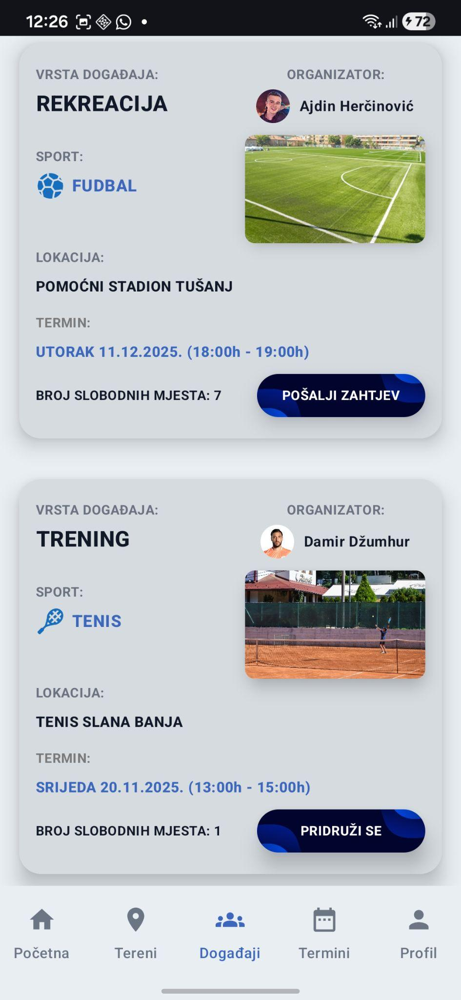 12:26
72
VRSTA DOGAĐAJA:
ORGANIZATOR:
REKREACIJA
Ajdin Herčinović
SPORT:
FUDBAL
LOKACIJA:
POMOĆNI STADION TUŠANJ
TERMIN:
UTORAK 11.12.2025. (18:00h - 19:00h)
BROJ SLOBODNIH MJESTA: 7
POŠALJI ZAHTJEV
VRSTA DOGAĐAJA:
ORGANIZATOR:
TRENING
Damir Džumhur
SPORT:
TENIS
LOKACIJA:
TENIS SLANA BANJA
TERMIN:
SRIJEDA 20.11.2025. (13:00h - 15:00h)
BROJ SLOBODNIH MJESTA: 1
PRIDRUŽI SE
Početna
Tereni
Događaji
Termini
Profil